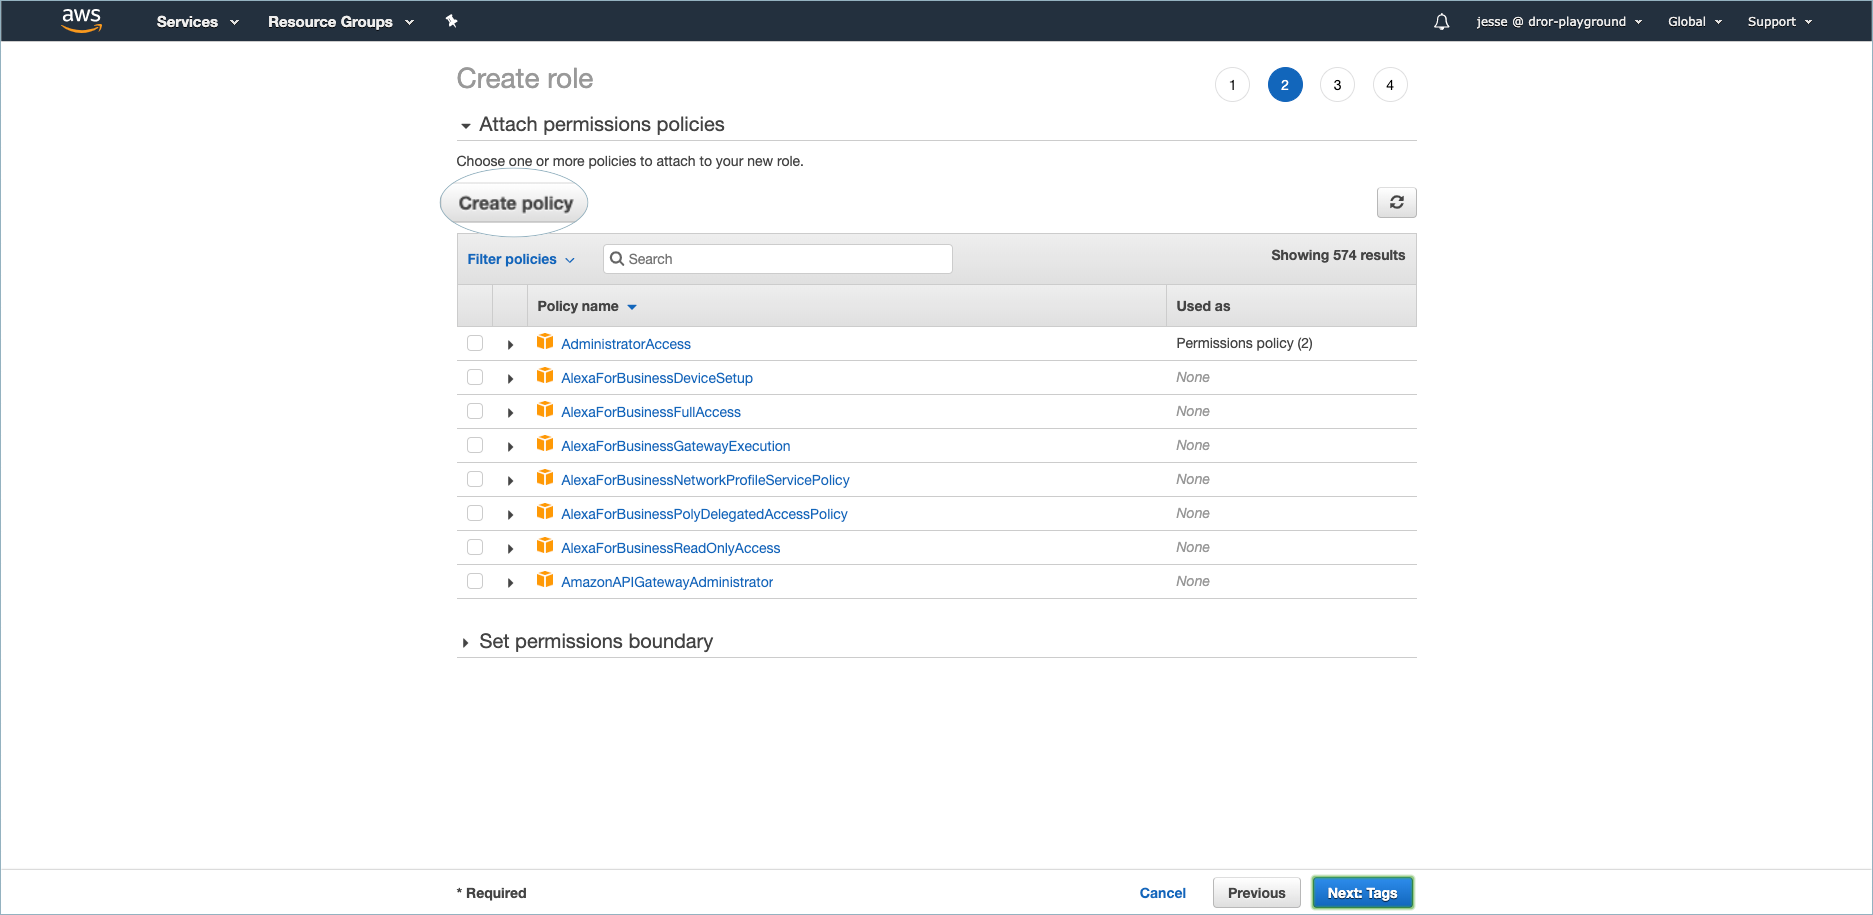 aws Services Resource Groups jesse @ dror-playground Global Support
Create role 1 2 3 4
Attach permissions policies
Choose one or more policies to attach to your new role.
Create policy
Filter policies Search Showing 574 results
Policy name Used as
AdministratorAccess Permissions policy (2)
AlexaForBusinessDeviceSetup None
AlexaForBusinessFullAccess None
AlexaForBusinessGatewayExecution None
AlexaForBusinessNetworkProfileServicePolicy None
AlexaForBusinessPolyDelegatedAccessPolicy None
AlexaForBusinessReadOnlyAccess None
AmazonAPIGatewayAdministrator None
Set permissions boundary
* Required Cancel Previous Next: Tags